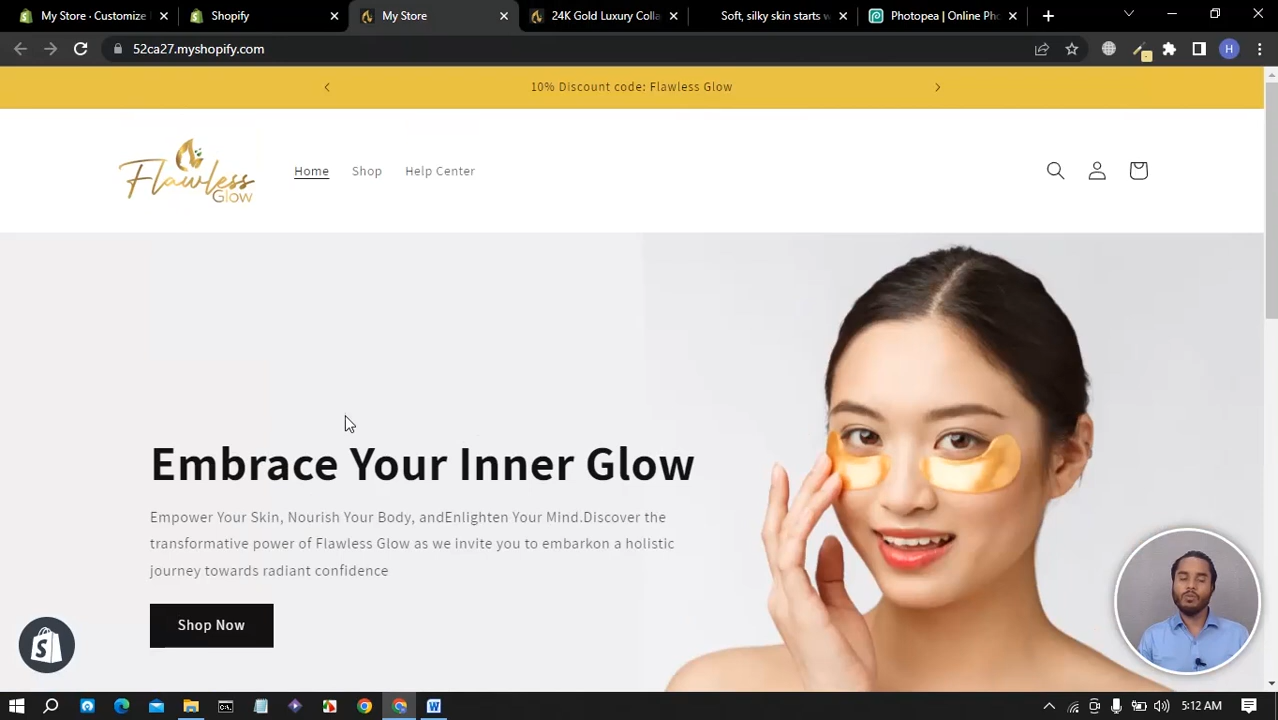 My Store · Customize
Shopify
My Store
24K Gold Luxury Colla
Soft, silky skin starts w
Photopea | Online Pho
52ca27.myshopify.com
H
10% Discount code: Flawless Glow
Flawless
Glow
Home
Shop
Help Center
Embrace Your Inner Glow
Empower Your Skin, Nourish Your Body, andEnlighten Your Mind.Discover the
transformative power of Flawless Glow as we invite you to embarkon a holistic
journey towards radiant confidence
Shop Now
5:12 AM